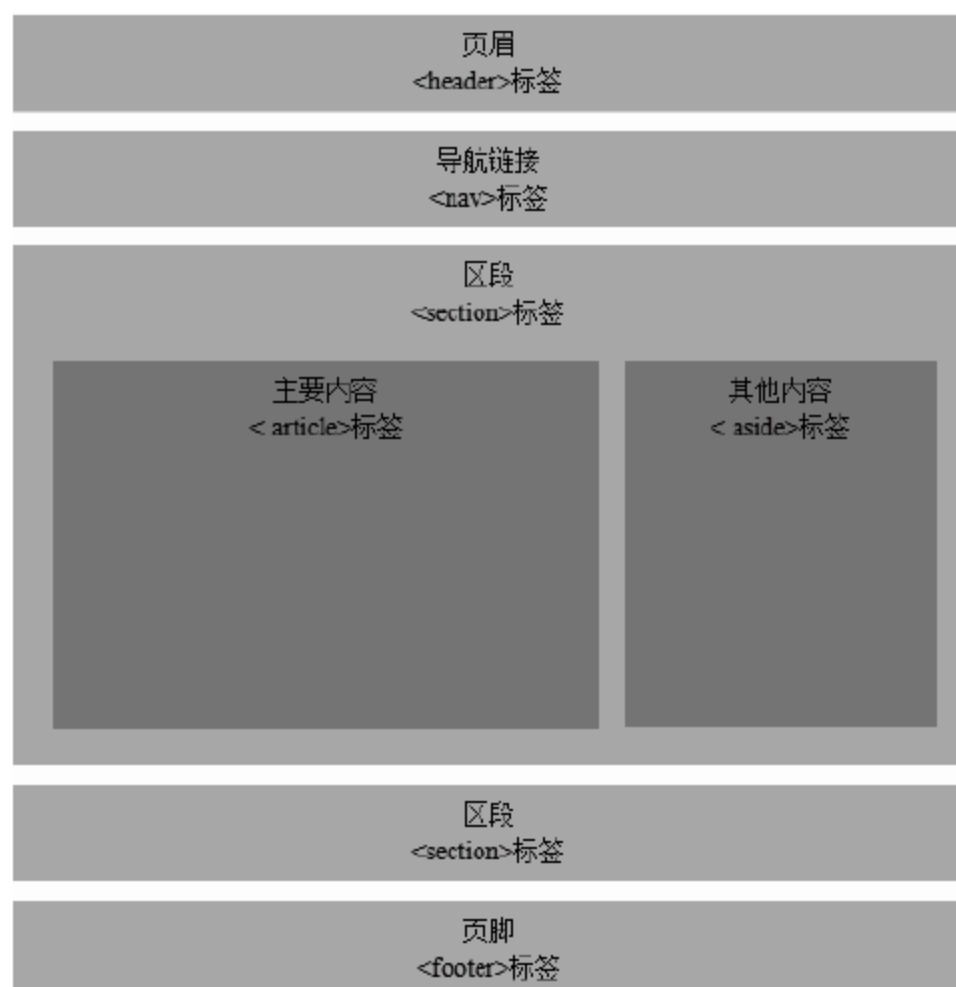 页眉
<header>标签
导航链接
<nav>标签
区段
<section>标签
主要内容
< article>标签
其他内容
< aside>标签
区段
<section>标签
页脚
<footer>标签